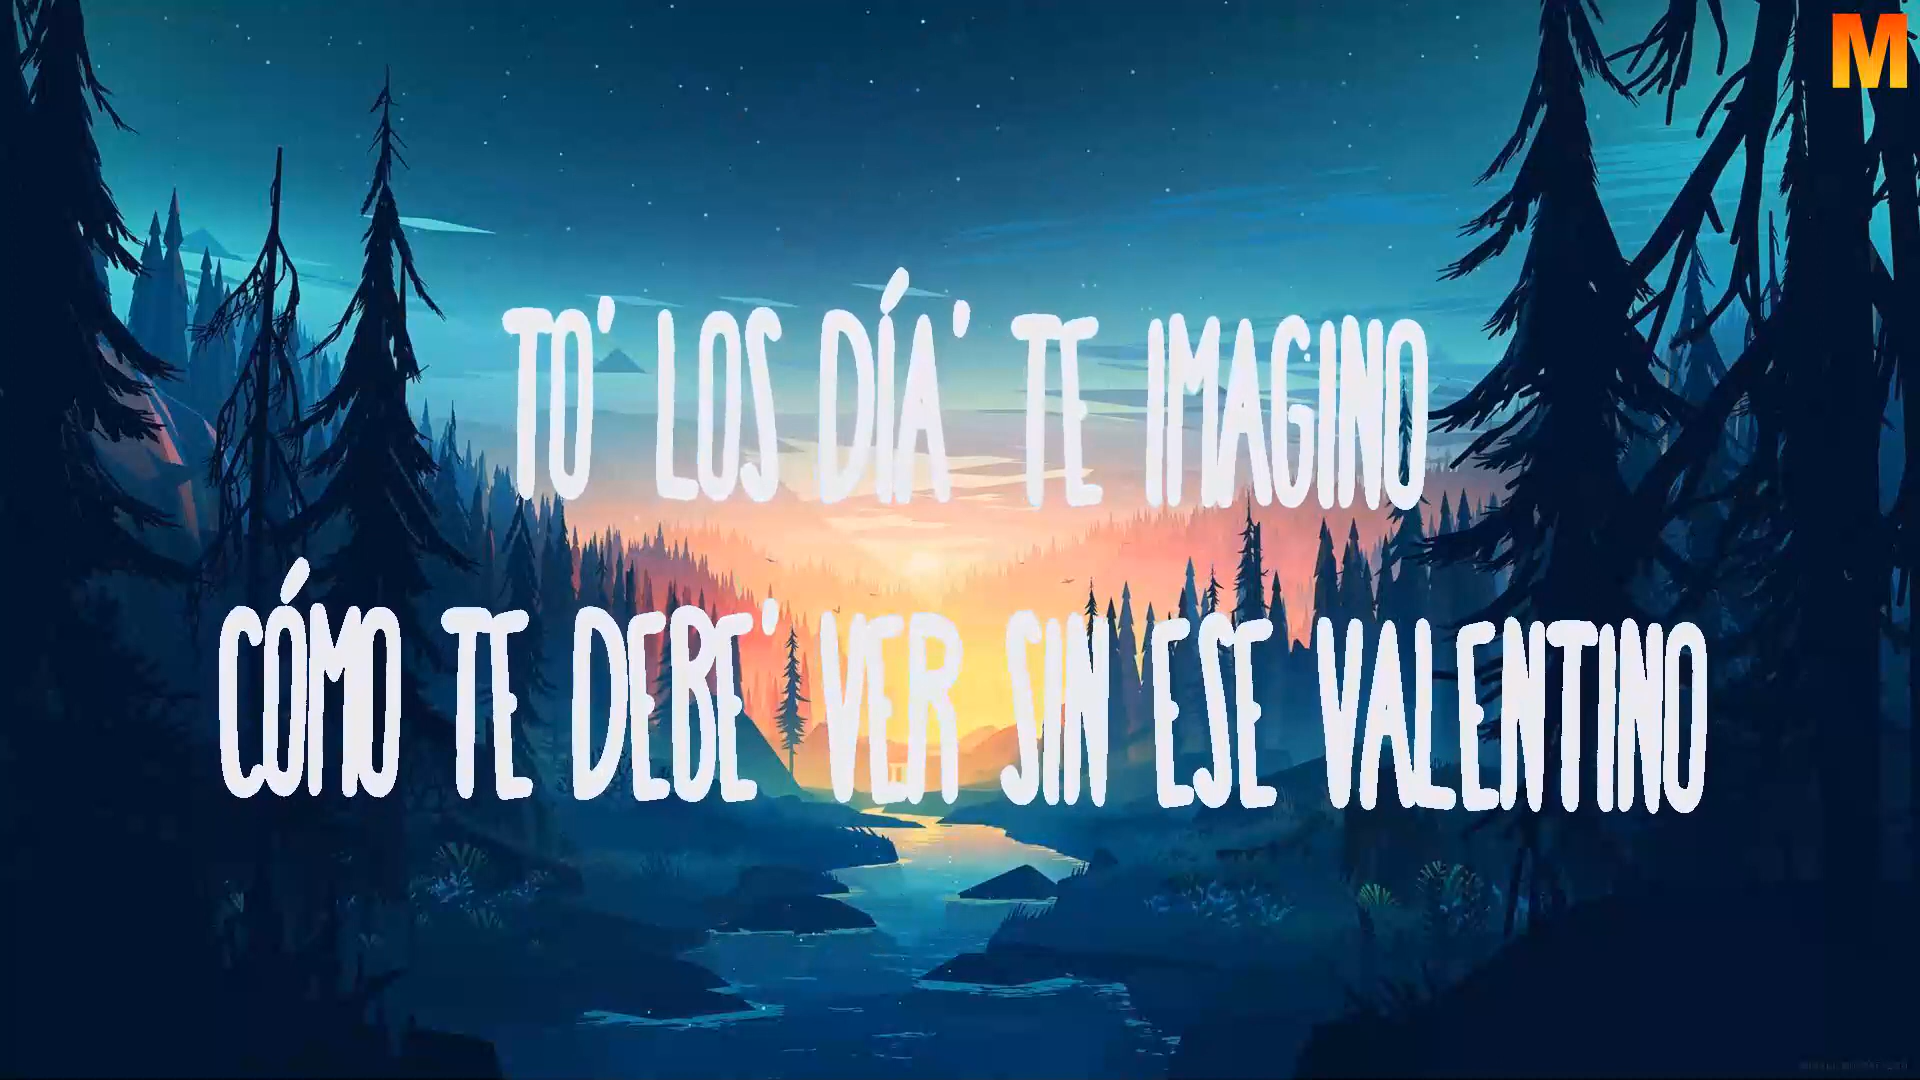 M
TO' LOS DÍA' TE IMAGINO
CÓMO TE DEBE' VER SIN ESE VALENTINO